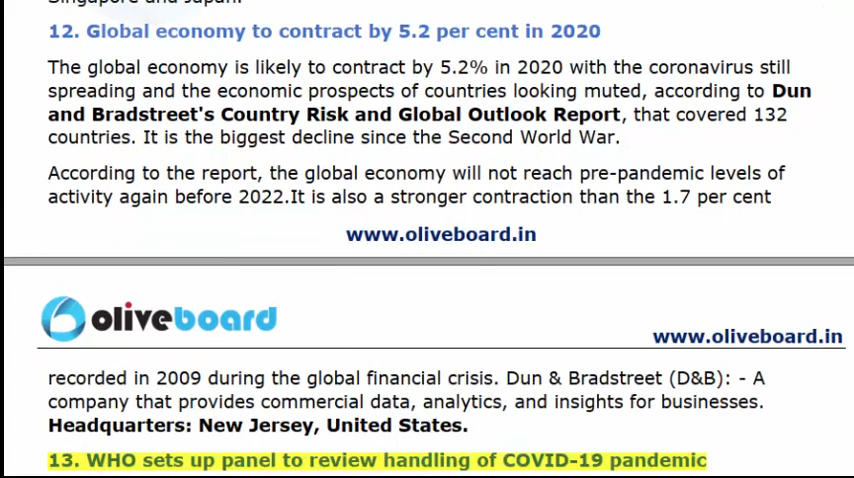 Singapore and Japan.
12. Global economy to contract by 5.2 per cent in 2020
The global economy is likely to contract by 5.2% in 2020 with the coronavirus still
spreading and the economic prospects of countries looking muted, according to Dun
and Bradstreet's Country Risk and Global Outlook Report, that covered 132
countries. It is the biggest decline since the Second World War.
According to the report, the global economy will not reach pre-pandemic levels of
activity again before 2022.It is also a stronger contraction than the 1.7 per cent
www.oliveboard.in
oliveboard
www.oliveboard.in
recorded in 2009 during the global financial crisis. Dun & Bradstreet (D&B): - A
company that provides commercial data, analytics, and insights for businesses.
Headquarters: New Jersey, United States.
13. WHO sets up panel to review handling of COVID-19 pandemic